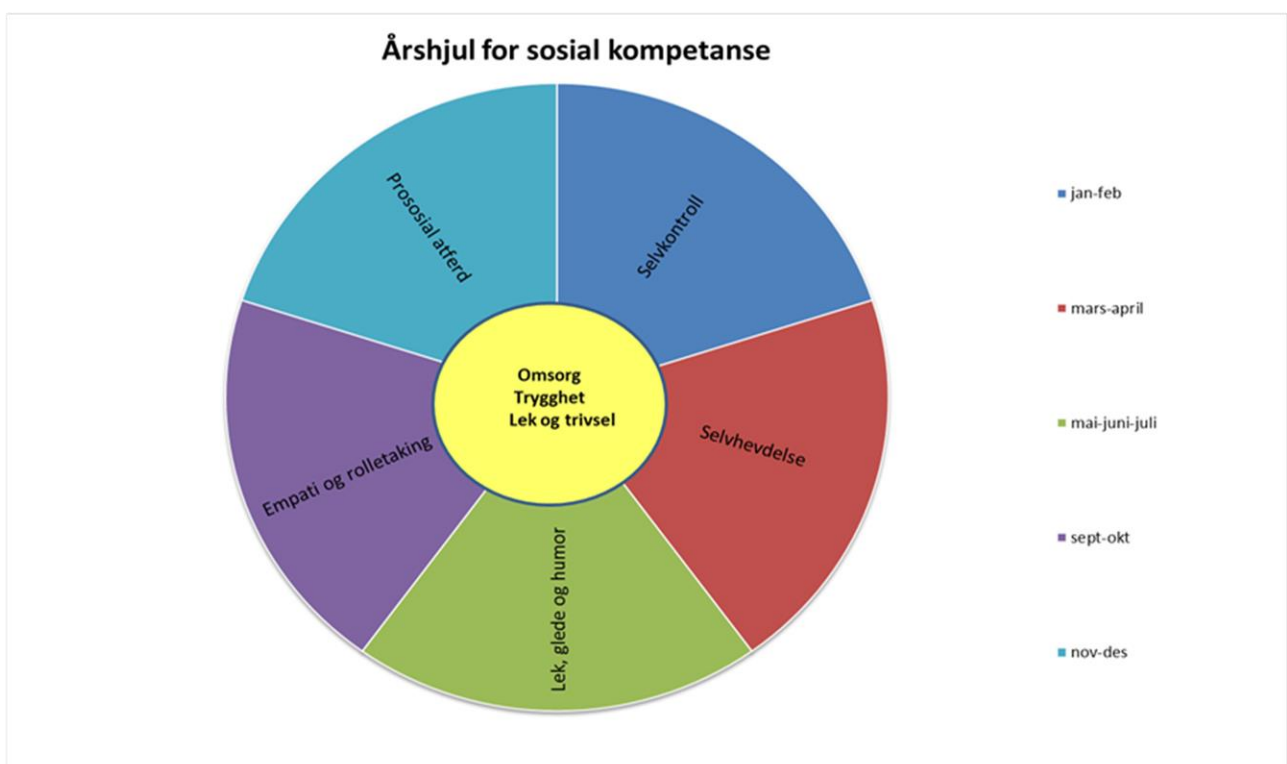 Årshjul for sosial kompetanse
Prososial atferd
Selvkontroll
Omsorg
Trygghet
Lek og trivsel
Selvhevdelse
Empati og rolletaking
Lek, glede og humor
jan-feb
mars-april
mai-juni-juli
sept-okt
nov-des